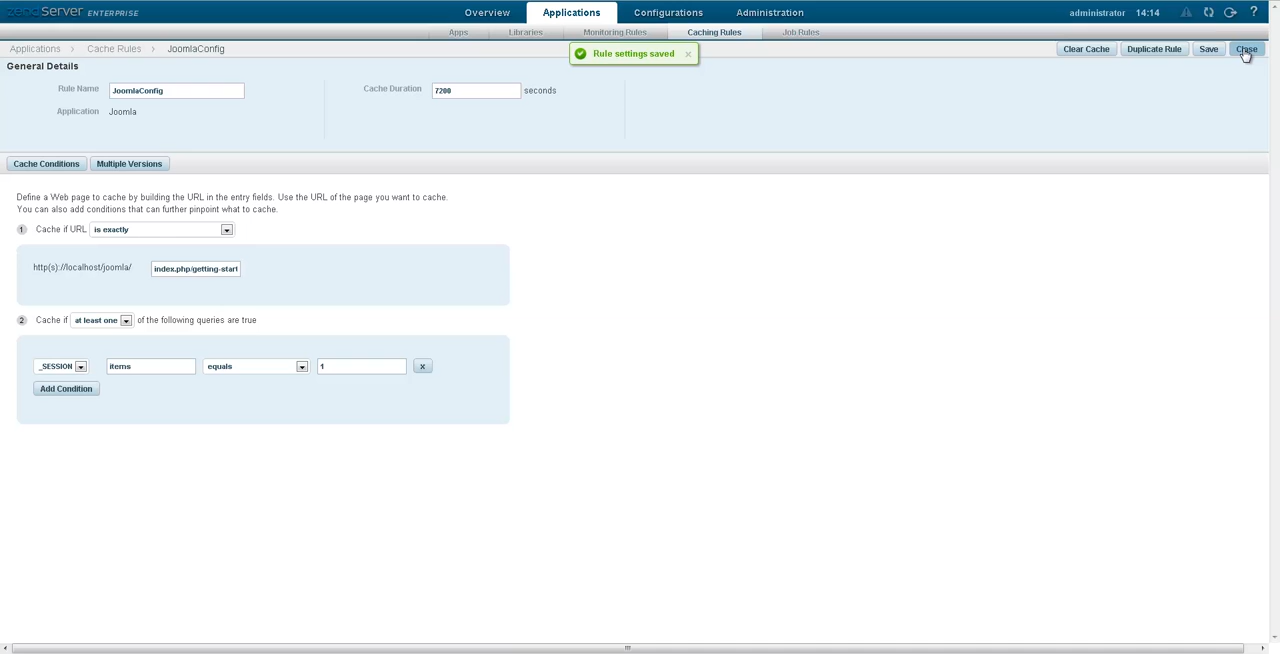 zendServer ENTERPRISE
Overview Applications Configurations Administration
administrator 14:14 ?
Apps Libraries Monitoring Rules Caching Rules Job Rules
Applications > Cache Rules > JoomlaConfig
Rule settings saved x
Clear Cache Duplicate Rule Save Close
General Details
Rule Name JoomlaConfig
Cache Duration 7200 seconds
Application Joomla
Cache Conditions Multiple Versions
Define a Web page to cache by building the URL in the entry fields. Use the URL of the page you want to cache.
You can also add conditions that can further pinpoint what to cache.
1 Cache if URL is exactly
http(s)://localhost/joomla/ index.php/getting-start
2 Cache if at least one of the following queries are true
_SESSION items equals 1 x
Add Condition